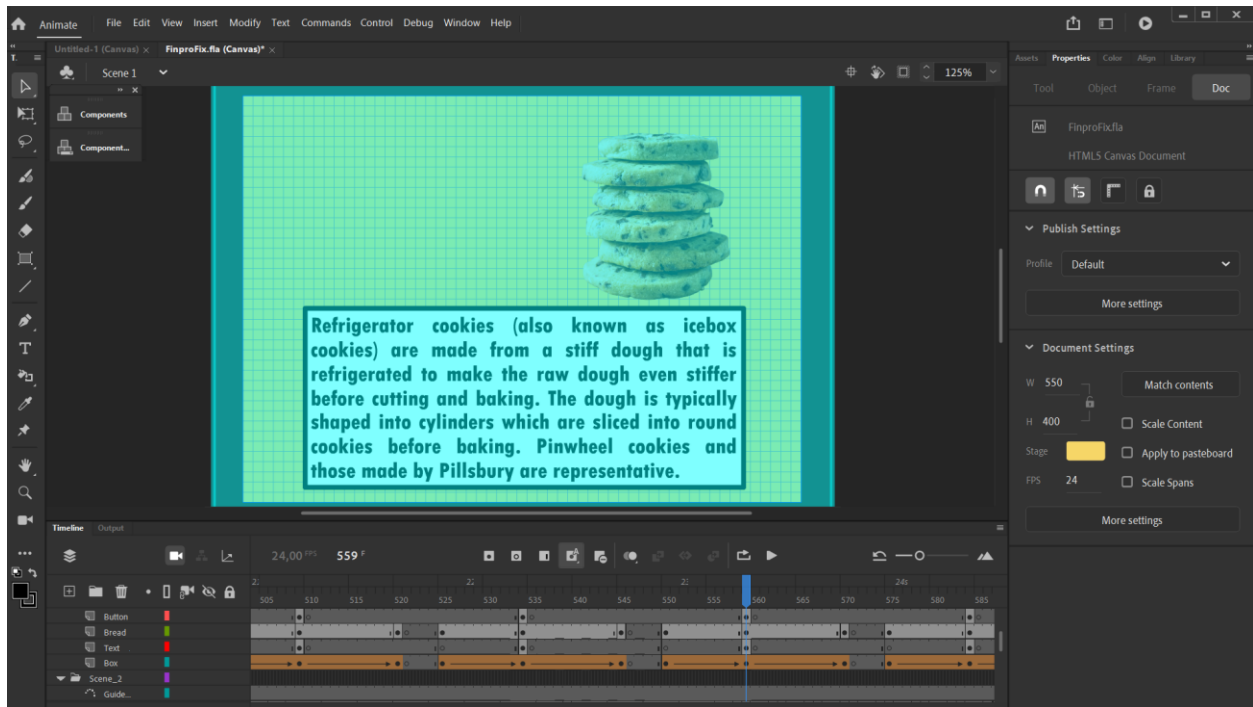 Animate File Edit View Insert Modify Text Commands Control Debug Window Help
Untitled-1 (Canvas) × FinproFix.fla (Canvas)* ×
Scene 1 125%
Components
Component...
Refrigerator cookies (also known as icebox
cookies) are made from a stiff dough that is
refrigerated to make the raw dough even stiffer
before cutting and baking. The dough is typically
shaped into cylinders which are sliced into round
cookies before baking. Pinwheel cookies and
those made by Pillsbury are representative.
Assets Properties Color Align Library
Tool Object Frame Doc
An FinproFix.fla
HTML5 Canvas Document
Publish Settings
Profile Default
More settings
Document Settings
W 550 Match contents
H 400 Scale Content
Stage Apply to pasteboard
FPS 24 Scale Spans
More settings
Timeline Output
24,00 FPS 559 F
505 510 515 520 525 530 535 540 545 550 555 560 565 570 575 580 585
Button
Bread
Text
Box
Scene_2
Guide...